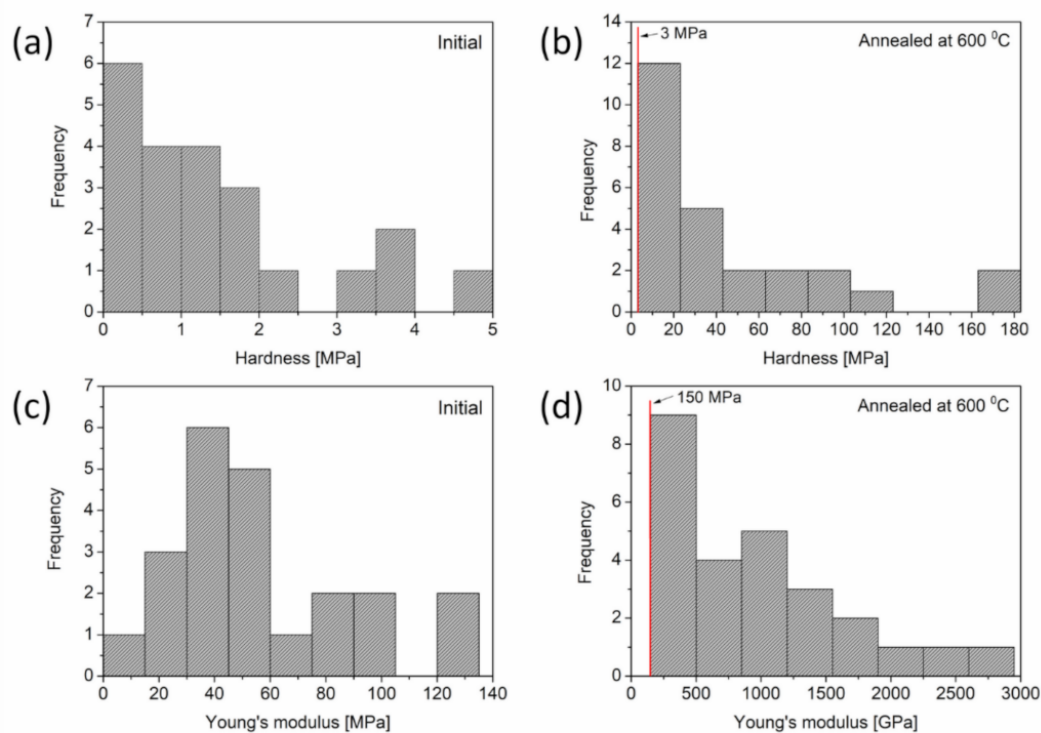 (a)
Initial
Frequency
7
6
5
4
3
2
1
0
0 1 2 3 4 5
Hardness [MPa]
(b)
3 MPa
Annealed at 600 ⁰C
Frequency
14
12
10
8
6
4
2
0
0 20 40 60 80 100 120 140 160 180
Hardness [MPa]
(c)
Initial
Frequency
7
6
5
4
3
2
1
0
0 20 40 60 80 100 120 140
Young's modulus [MPa]
(d)
150 MPa
Annealed at 600 ⁰C
Frequency
10
8
6
4
2
0
0 500 1000 1500 2000 2500 3000
Young's modulus [GPa]